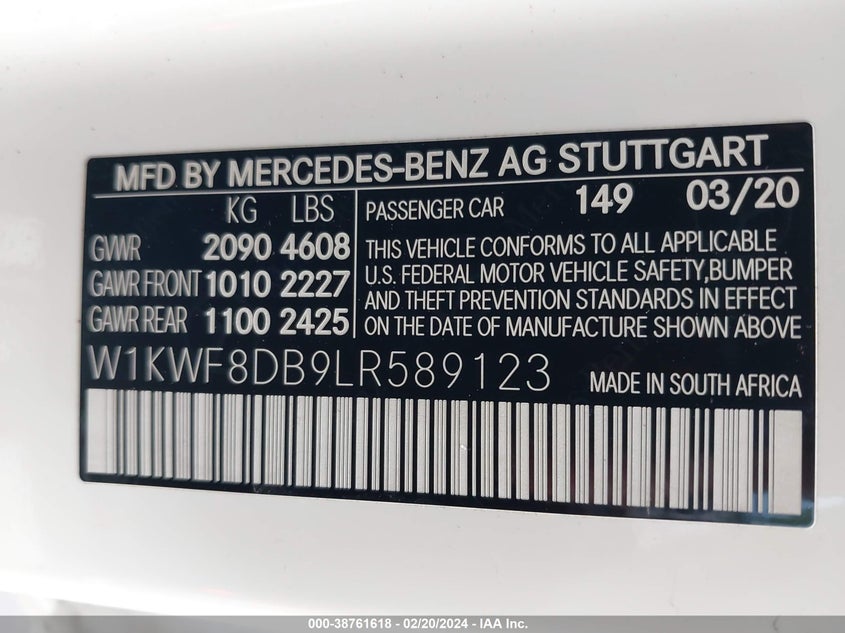 MFD BY MERCEDES-BENZ AG STUTTGART
KG LBS
GVWR 2090 4608
GAWR FRONT 1010 2227
GAWR REAR 1100 2425
PASSENGER CAR 149 03/20
THIS VEHICLE CONFORMS TO ALL APPLICABLE
U.S. FEDERAL MOTOR VEHICLE SAFETY,BUMPER
AND THEFT PREVENTION STANDARDS IN EFFECT
ON THE DATE OF MANUFACTURE SHOWN ABOVE
W1KWF8DB9LR589123
MADE IN SOUTH AFRICA
000-38761618 - 02/20/2024 - IAA Inc.